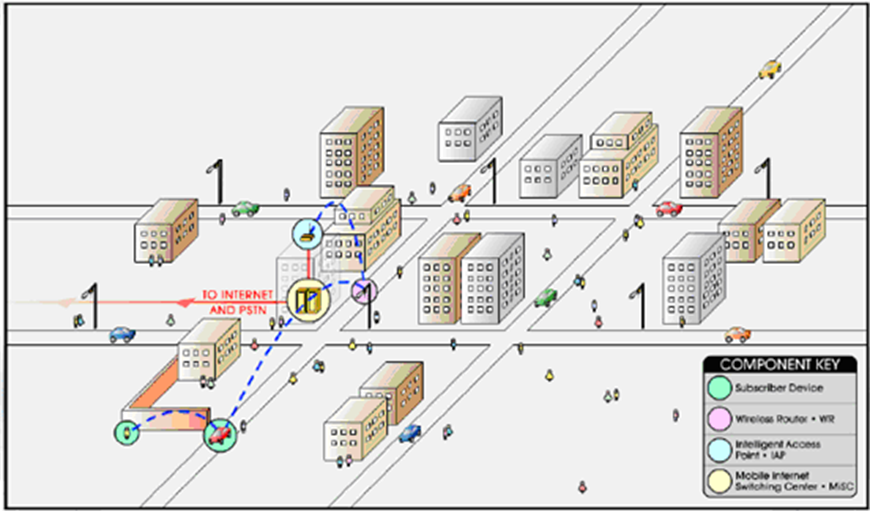 TO INTERNET
AND PSTN
COMPONENT KEY
Subscriber Device
Wireless Router • WR
Intelligent Access
Point • IAP
Mobile Internet
Switching Center • MiSC